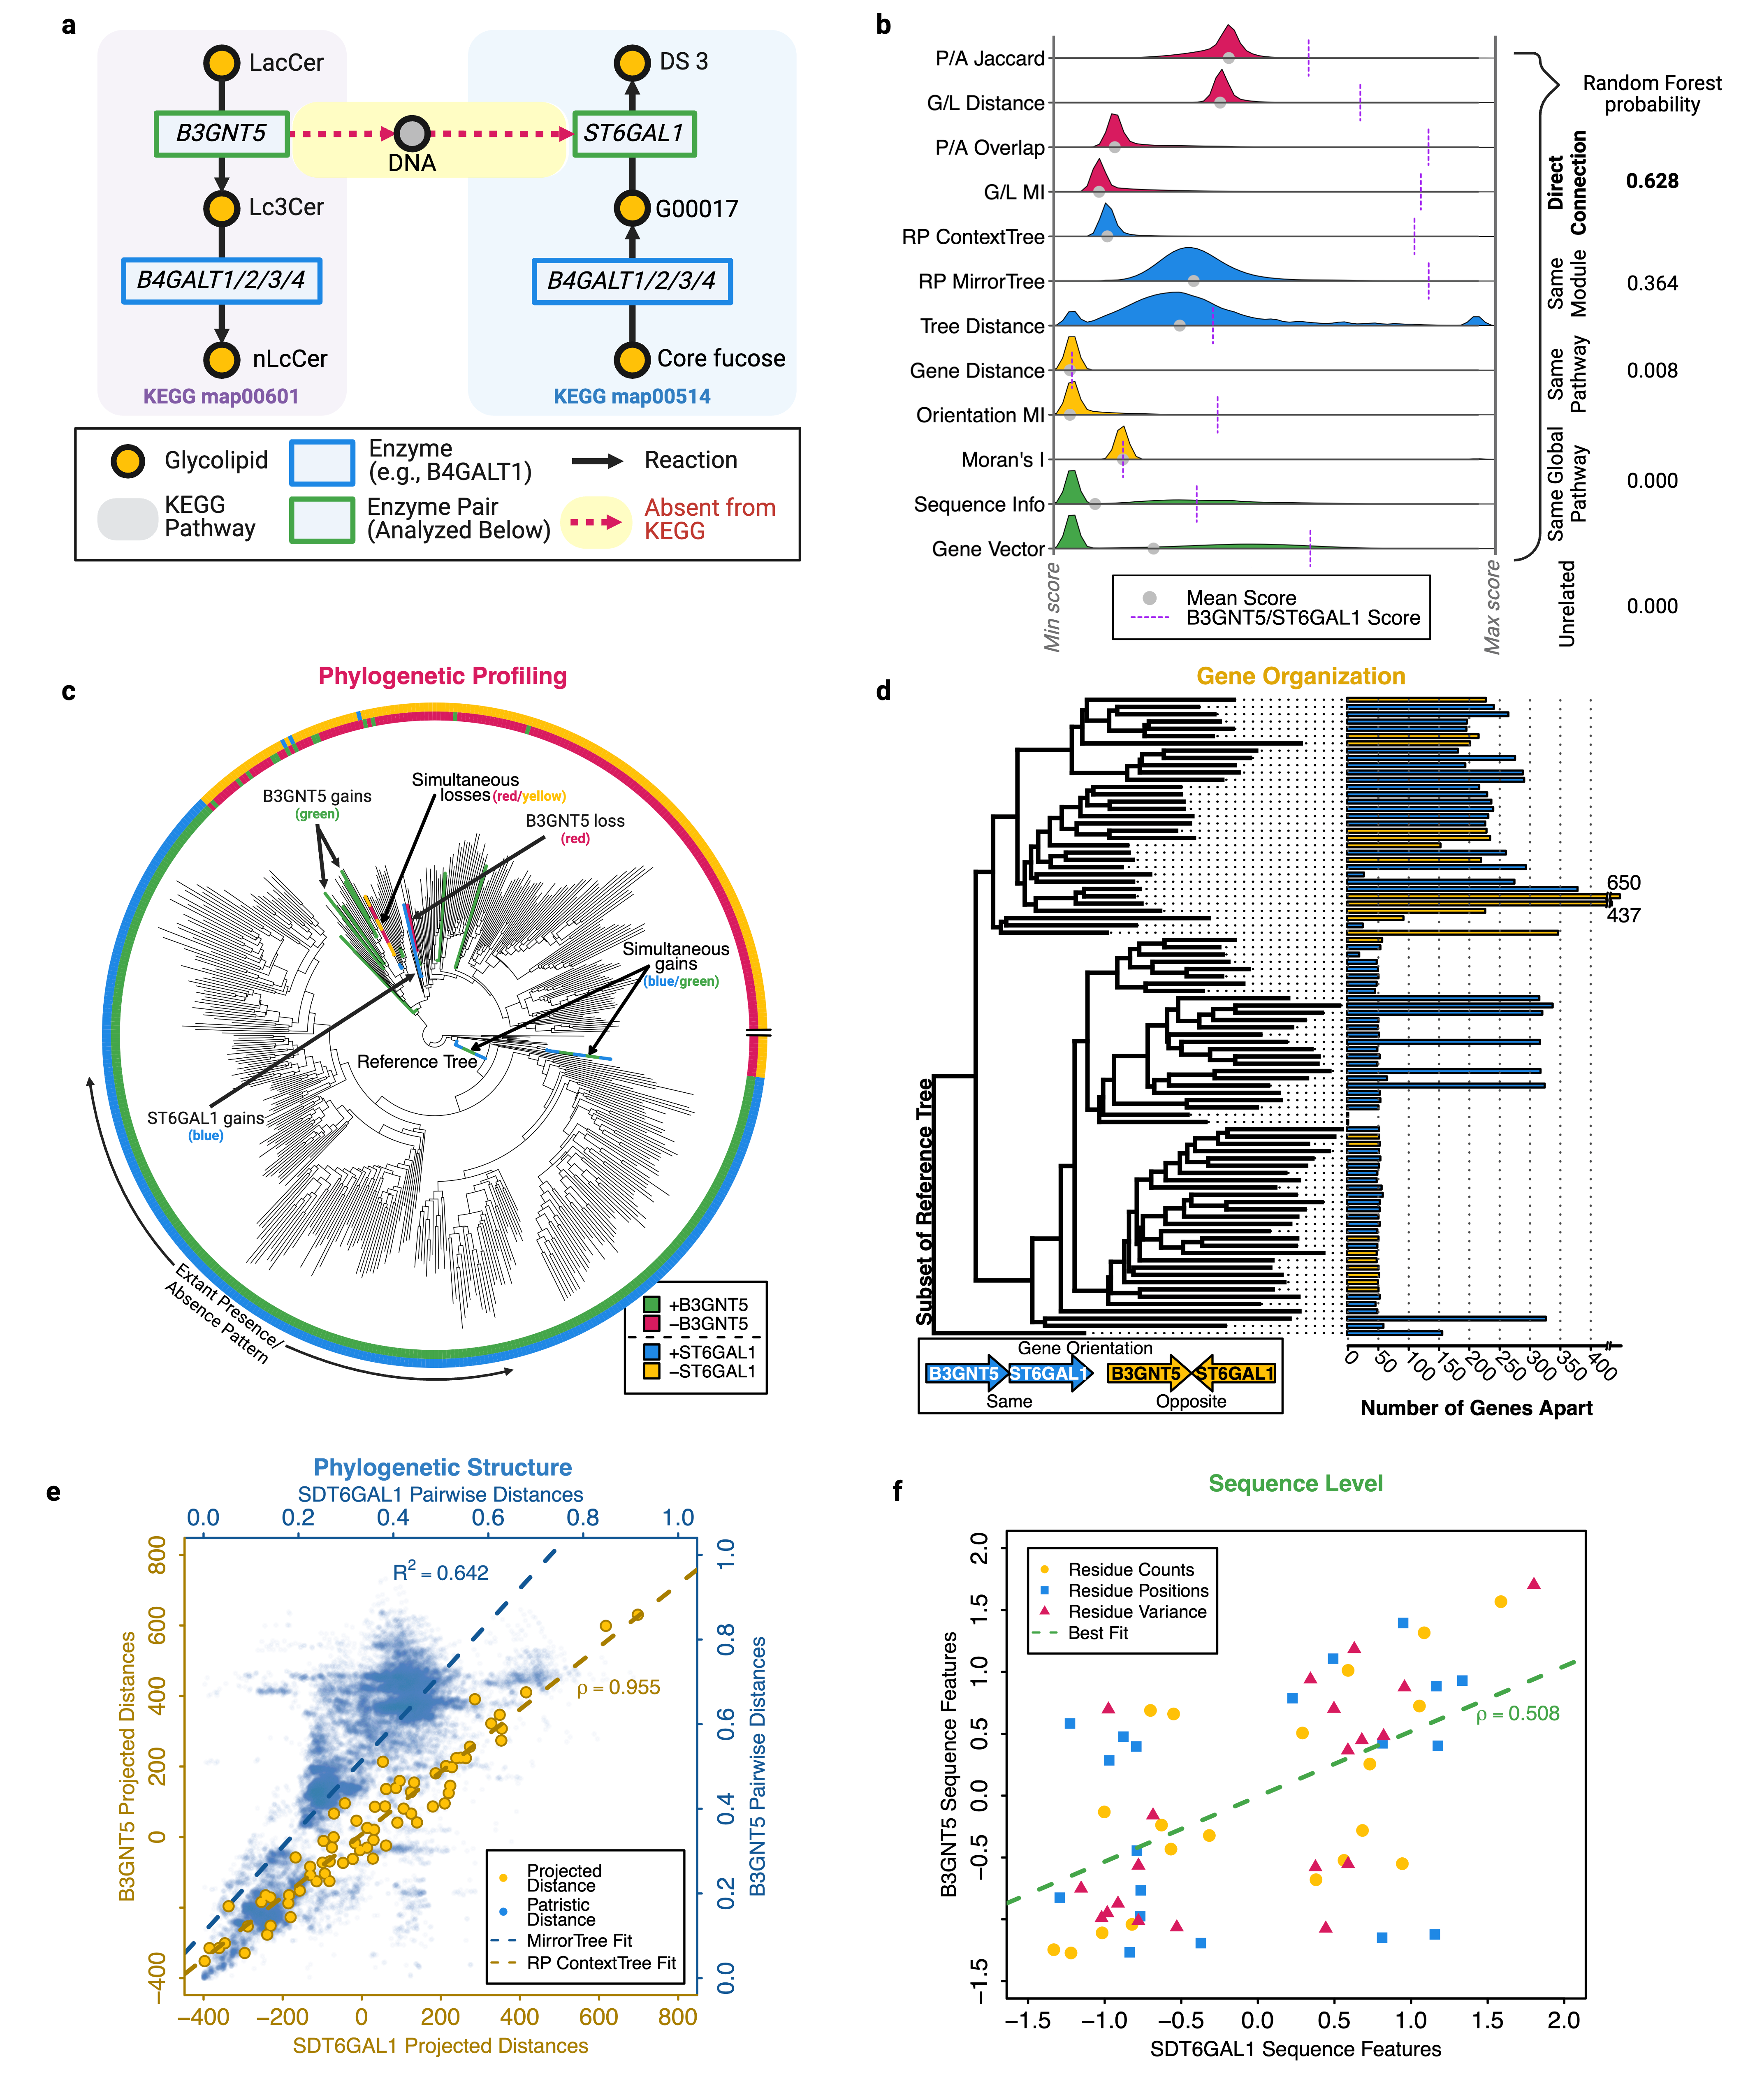 a
LacCer
DS 3
B3GNT5
ST6GAL1
DNA
Lc3Cer
G00017
B4GALT1/2/3/4
B4GALT1/2/3/4
nLcCer
Core fucose
KEGG map00601
KEGG map00514
Glycolipid
Enzyme
(e.g., B4GALT1)
Reaction
KEGG
Pathway
Enzyme Pair
(Analyzed Below)
Absent from
KEGG
b
P/A Jaccard
G/L Distance
P/A Overlap
G/L MI
RP ContextTree
RP MirrorTree
Tree Distance
Gene Distance
Orientation MI
Moran's I
Sequence Info
Gene Vector
Min score
Max score
Mean Score
B3GNT5/ST6GAL1 Score
Random Forest
probability
Direct
Connection
0.628
Same
Module
0.364
Same
Pathway
0.008
Same Global
Pathway
0.000
Unrelated
0.000
c
Phylogenetic Profiling
Simultaneous
losses (red/yellow)
B3GNT5 gains
(green)
B3GNT5 loss
(red)
Simultaneous
gains
(blue/green)
Reference Tree
ST6GAL1 gains
(blue)
Extant Presence/
Absence Pattern
+B3GNT5
−B3GNT5
+ST6GAL1
−ST6GAL1
d
Gene Organization
650
437
Subset of Reference Tree
Gene Orientation
B3GNT5 ST6GAL1
B3GNT5 ST6GAL1
Same
Opposite
0 50 100 150 200 250 300 350 400
Number of Genes Apart
e
Phylogenetic Structure
SDT6GAL1 Pairwise Distances
0.0 0.2 0.4 0.6 0.8 1.0
800
600
400
200
0
−400
B3GNT5 Projected Distances
R2 = 0.642
ρ = 0.955
1.0
0.8
0.6
0.4
0.2
0.0
B3GNT5 Pairwise Distances
Projected
Distance
Patristic
Distance
MirrorTree Fit
RP ContextTree Fit
−400 −200 0 200 400 600 800
SDT6GAL1 Projected Distances
f
Sequence Level
Residue Counts
Residue Positions
Residue Variance
Best Fit
2.0
1.5
1.0
0.5
0.0
−0.5
−1.5
B3GNT5 Sequence Features
ρ = 0.508
−1.5 −1.0 −0.5 0.0 0.5 1.0 1.5 2.0
SDT6GAL1 Sequence Features